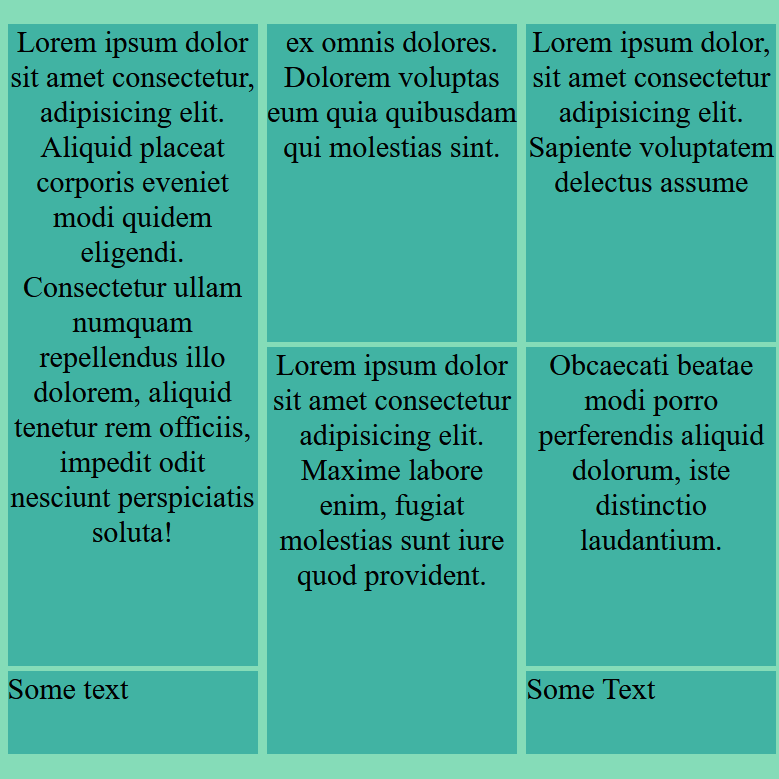 Lorem ipsum dolor
sit amet consectetur,
adipisicing elit.
Aliquid placeat
corporis eveniet
modi quidem
eligendi.
Consectetur ullam
numquam
repellendus illo
dolorem, aliquid
tenetur rem officiis,
impedit odit
nesciunt perspiciatis
soluta!
Some text
ex omnis dolores.
Dolorem voluptas
eum quia quibusdam
qui molestias sint.
Lorem ipsum dolor
sit amet consectetur
adipisicing elit.
Maxime labore
enim, fugiat
molestias sunt iure
quod provident.
Lorem ipsum dolor,
sit amet consectetur
adipisicing elit.
Sapiente voluptatem
delectus assume
Obcaecati beatae
modi porro
perferendis aliquid
dolorum, iste
distinctio
laudantium.
Some Text